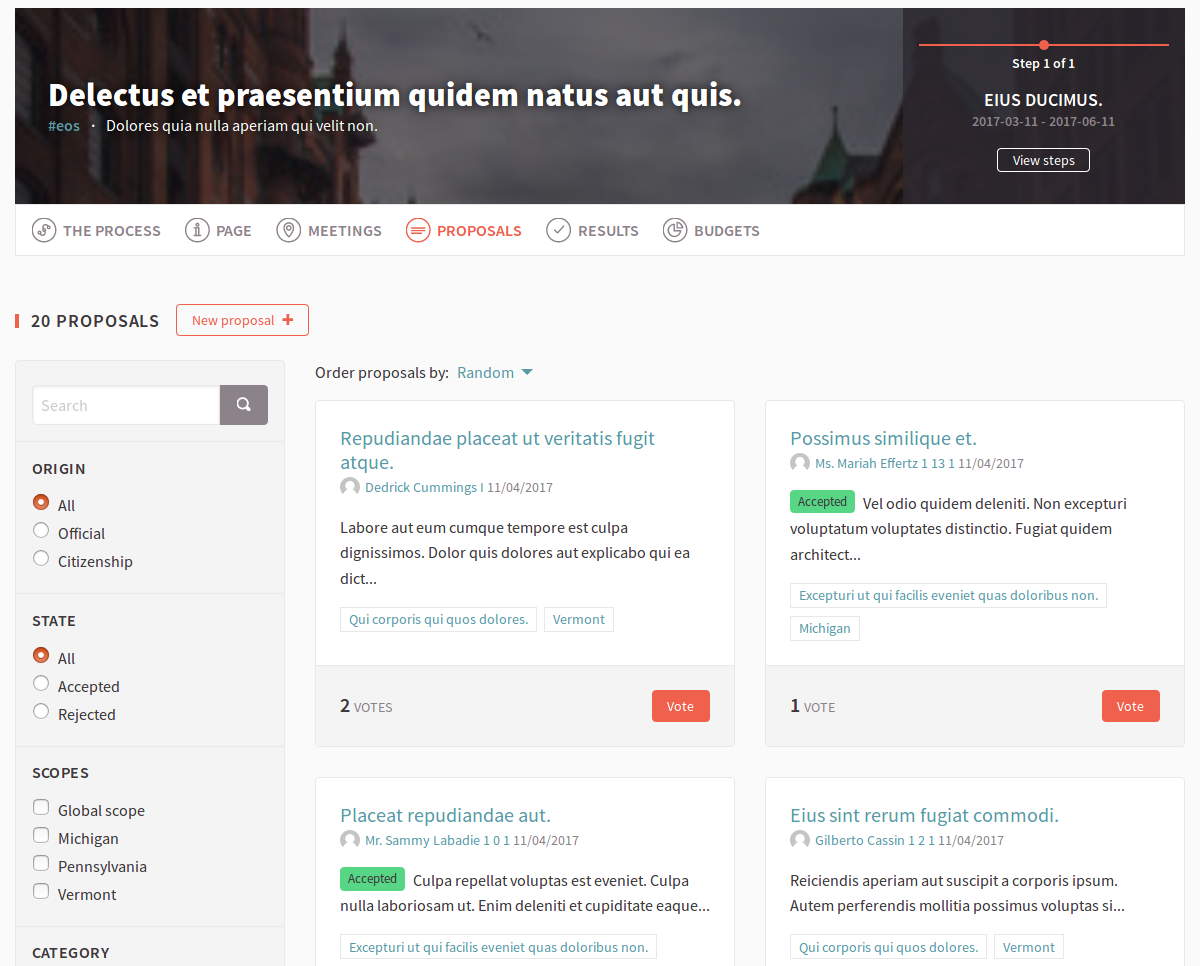 Delectus et praesentium quidem natus aut quis.
#eos · Dolores quia nulla aperiam qui velit non.
Step 1 of 1
EIUS DUCIMUS.
2017-03-11 - 2017-06-11
View steps
THE PROCESS
PAGE
MEETINGS
PROPOSALS
RESULTS
BUDGETS
20 PROPOSALS
New proposal +
Search
ORIGIN
All
Official
Citizenship
STATE
All
Accepted
Rejected
SCOPES
Global scope
Michigan
Pennsylvania
Vermont
CATEGORY
Order proposals by: Random
Repudiandae placeat ut veritatis fugit
atque.
Dedrick Cummings I 11/04/2017
Labore aut eum cumque tempore est culpa
dignissimos. Dolor quis dolores aut explicabo qui ea
dict...
Qui corporis qui quos dolores.
Vermont
2 VOTES
Vote
Possimus similique et.
Ms. Mariah Effertz 1 13 1 11/04/2017
Accepted Vel odio quidem deleniti. Non excepturi
voluptatum voluptates distinctio. Fugiat quidem
architect...
Excepturi ut qui facilis eveniet quas doloribus non.
Michigan
1 VOTE
Vote
Placeat repudiandae aut.
Mr. Sammy Labadie 1 0 1 11/04/2017
Accepted Culpa repellat voluptas est eveniet. Culpa
nulla laboriosam ut. Enim deleniti et cupiditate eaque...
Excepturi ut qui facilis eveniet quas doloribus non.
Eius sint rerum fugiat commodi.
Gilberto Cassin 1 2 1 11/04/2017
Reiciendis aperiam aut suscipit a corporis ipsum.
Autem perferendis mollitia possimus voluptas si...
Qui corporis qui quos dolores.
Vermont